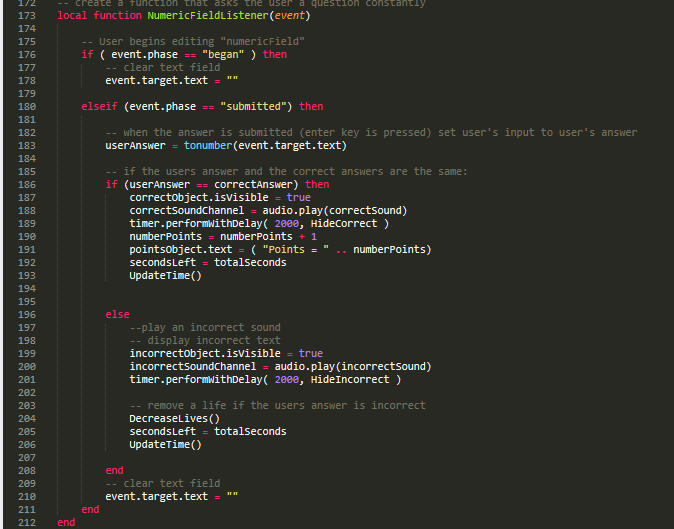 172 -- create a function that asks the user a question constantly
173 local function NumericFieldListener(event)
174
175 -- User begins editing "numericField"
176 if ( event.phase == "began" ) then
177 -- clear text field
178 event.target.text = ""
179
180 elseif (event.phase == "submitted") then
181
182 -- when the answer is submitted (enter key is pressed) set user's input to user's answer
183 userAnswer = tonumber(event.target.text)
184
185 -- if the users answer and the correct answers are the same:
186 if (userAnswer == correctAnswer) then
187 correctObject.isVisible = true
188 correctSoundChannel = audio.play(correctSound)
189 timer.performWithDelay( 2000, HideCorrect )
190 numberPoints = numberPoints + 1
191 pointsObject.text = ( "Points = " .. numberPoints)
192 secondsLeft = totalSeconds
193 UpdateTime()
194
195
196 else
197 --play an incorrect sound
198 -- display incorrect text
199 incorrectObject.isVisible = true
200 incorrectSoundChannel = audio.play(incorrectSound)
201 timer.performWithDelay( 2000, HideIncorrect )
202
203 -- remove a life if the users answer is incorrect
204 DecreaseLives()
205 secondsLeft = totalSeconds
206 UpdateTime()
207
208 end
209 -- clear text field
210 event.target.text = ""
211 end
212 end